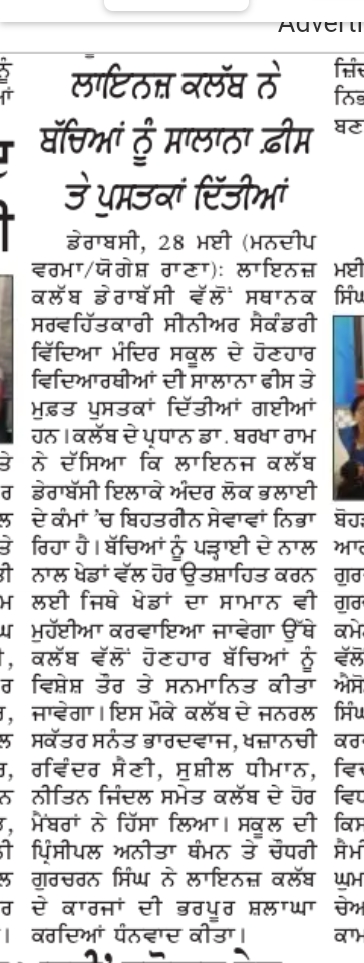 ਲਾਇਨਜ਼ ਕਲੱਬ ਨੇ
ਬੱਚਿਆਂ ਨੂੰ ਸਾਲਾਨਾ ਫ਼ੀਸ
ਤੇ ਪੁਸਤਕਾਂ ਦਿੱਤੀਆਂ
ਡੇਰਾਬਸੀ, 28 ਮਈ (ਮਨਦੀਪ
ਵਰਮਾ/ਯੋਗੇਸ਼ ਰਾਣਾ): ਲਾਇਨਜ਼
ਕਲੱਬ ਡੇਰਾਬੱਸੀ ਵੱਲੋਂ ਸਥਾਨਕ
ਸਰਵਹਿੱਤਕਾਰੀ ਸੀਨੀਅਰ ਸੈਕੰਡਰੀ
ਵਿੱਦਿਆ ਮੰਦਿਰ ਸਕੂਲ ਦੇ ਹੋਣਹਾਰ
ਵਿਦਿਆਰਥੀਆਂ ਦੀ ਸਾਲਾਨਾ ਫੀਸ ਤੇ
ਮੁਫ਼ਤ ਪੁਸਤਕਾਂ ਦਿੱਤੀਆਂ ਗਈਆਂ
ਹਨ।ਕਲੱਬ ਦੇ ਪ੍ਰਧਾਨ ਡਾ. ਬਰਖਾ ਰਾਮ
ਨੇ ਦੱਸਿਆ ਕਿ ਲਾਇਨਜ ਕਲੱਬ
ਡੇਰਾਬੱਸੀ ਇਲਾਕੇ ਅੰਦਰ ਲੋਕ ਭਲਾਈ
ਦੇ ਕੰਮਾਂ 'ਚ ਬਿਹਤਰੀਨ ਸੇਵਾਵਾਂ ਨਿਭਾ
ਰਿਹਾ ਹੈ। ਬੱਚਿਆਂ ਨੂੰ ਪੜ੍ਹਾਈ ਦੇ ਨਾਲ
ਨਾਲ ਖੇਡਾਂ ਵੱਲ ਹੋਰ ਉਤਸ਼ਾਹਿਤ ਕਰਨ
ਲਈ ਜਿਥੇ ਖੇਡਾਂ ਦਾ ਸਾਮਾਨ ਵੀ
ਮੁਹੱਈਆ ਕਰਵਾਇਆ ਜਾਵੇਗਾ ਉੱਥੇ
ਕਲੱਬ ਵੱਲੋਂ ਹੋਣਹਾਰ ਬੱਚਿਆਂ ਨੂੰ
ਵਿਸ਼ੇਸ਼ ਤੌਰ ਤੇ ਸਨਮਾਨਿਤ ਕੀਤਾ
ਜਾਵੇਗਾ। ਇਸ ਮੌਕੇ ਕਲੱਬ ਦੇ ਜਨਰਲ
ਸਕੱਤਰ ਸਨੰਤ ਭਾਰਦਵਾਜ, ਖਜ਼ਾਨਚੀ
ਰਵਿੰਦਰ ਸੈਣੀ, ਸੁਸ਼ੀਲ ਧੀਮਾਨ,
ਨੀਤਿਨ ਜਿੰਦਲ ਸਮੇਤ ਕਲੱਬ ਦੇ ਹੋਰ
ਮੈਂਬਰਾਂ ਨੇ ਹਿੱਸਾ ਲਿਆ। ਸਕੂਲ ਦੀ
ਪ੍ਰਿੰਸੀਪਲ ਅਨੀਤਾ ਥੰਮਨ ਤੇ ਚੌਧਰੀ
ਗੁਰਚਰਨ ਸਿੰਘ ਨੇ ਲਾਇਨਜ਼ ਕਲੱਬ
ਦੇ ਕਾਰਜਾਂ ਦੀ ਭਰਪੂਰ ਸ਼ਲਾਘਾ
ਕਰਦਿਆਂ ਧੰਨਵਾਦ ਕੀਤਾ।